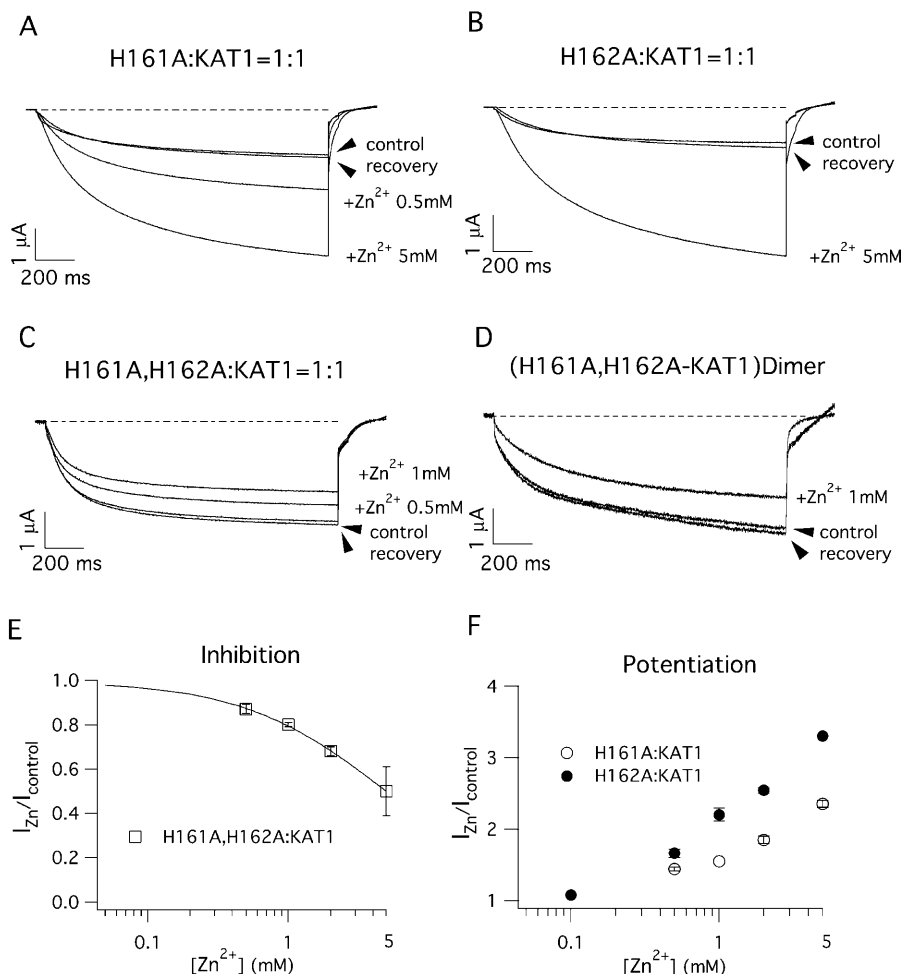 A
H161A:KAT1=1:1
control
recovery
+Zn²⁺ 0.5mM
+Zn²⁺ 5mM
1 μA
200 ms
B
H162A:KAT1=1:1
control
recovery
+Zn²⁺ 5mM
1 μA
200 ms
C
H161A,H162A:KAT1=1:1
+Zn²⁺ 1mM
+Zn²⁺ 0.5mM
control
recovery
1 μA
200 ms
D
(H161A,H162A-KAT1)Dimer
+Zn²⁺ 1mM
control
recovery
1 μA
200 ms
E
Inhibition
I_Zn/I_control
1.0
0.8
0.6
0.4
0.2
0.0
H161A,H162A:KAT1
0.1
1
5
[Zn²⁺] (mM)
F
Potentiation
I_Zn/I_control
4
3
2
1
H161A:KAT1
H162A:KAT1
0.1
1
5
[Zn²⁺] (mM)